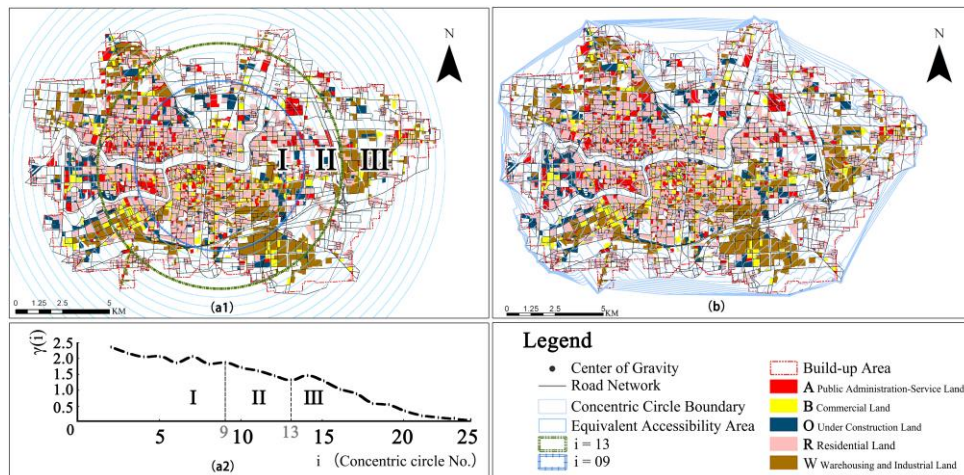 N
I II III
0 1.25 2.5 5
KM
(a1)
N
0 1.25 2.5 5
KM
(b)
γ(i)
2.5
2.0
1.5
1.0
0.5
I II III
0 5 9 10 13 15 20 25
i (Concentric circle No.)
(a2)
Legend
Center of Gravity
Road Network
Concentric Circle Boundary
Equivalent Accessibility Area
i = 13
i = 09
Build-up Area
A Public Administration-Service Land
B Commercial Land
O Under Construction Land
R Residential Land
W Warehousing and Industrial Land